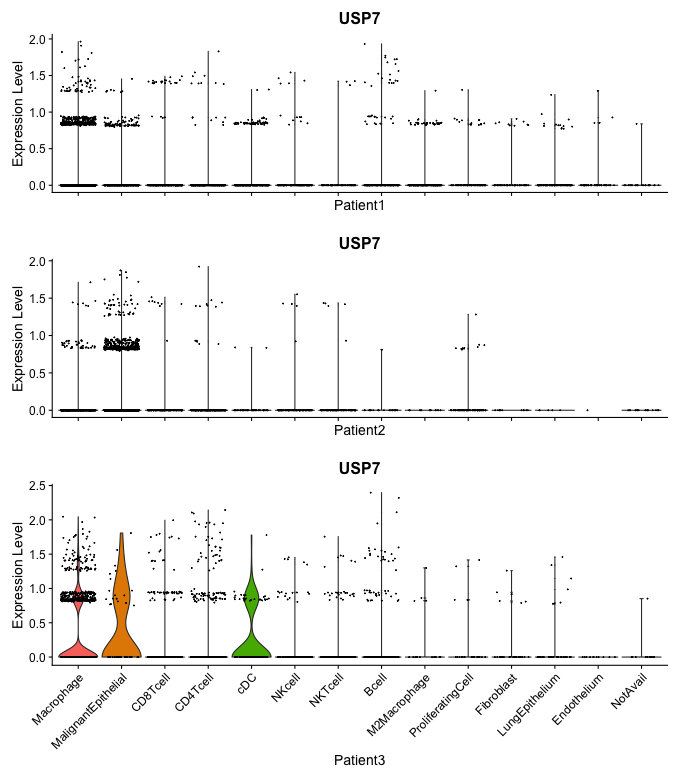 USP7
2.0
1.5
1.0
0.5
0.0
Expression Level
Patient1
USP7
2.0
1.5
1.0
0.5
0.0
Expression Level
Patient2
USP7
2.5
2.0
1.5
1.0
0.5
0.0
Expression Level
Macrophage
MalignantEpithelial
CD8Tcell
CD4Tcell
cDC
NKcell
NKTcell
Bcell
M2Macrophage
ProliferatingCell
Fibroblast
LungEpithelium
Endothelium
NotAvail
Patient3